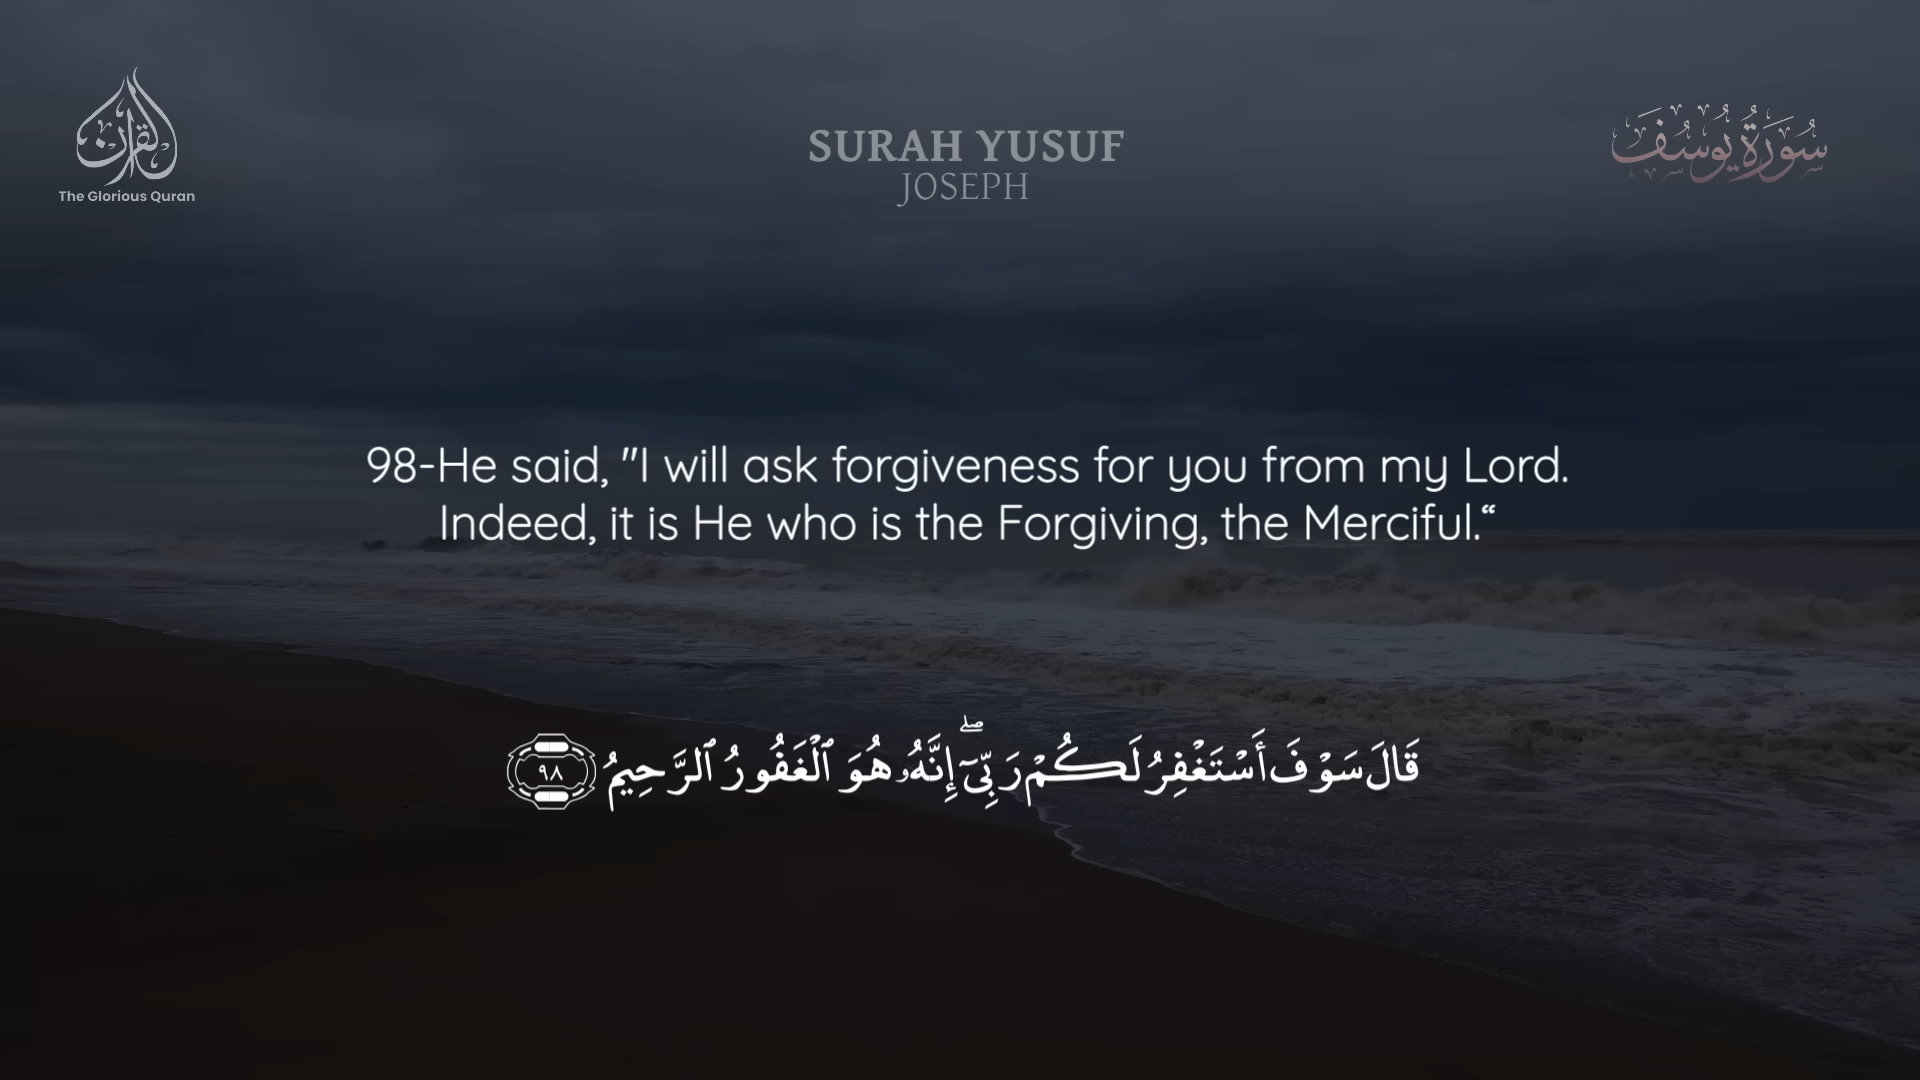 القرآن
The Glorious Quran
SURAH YUSUF
JOSEPH
سُورَةُ يُوسُفَ
98-He said, "I will ask forgiveness for you from my Lord.
Indeed, it is He who is the Forgiving, the Merciful.“
قَالَ سَوْفَ أَسْتَغْفِرُ لَكُمْ رَبِّىٓ ۖ إِنَّهُۥ هُوَ ٱلْغَفُورُ ٱلرَّحِيمُ ٩٨